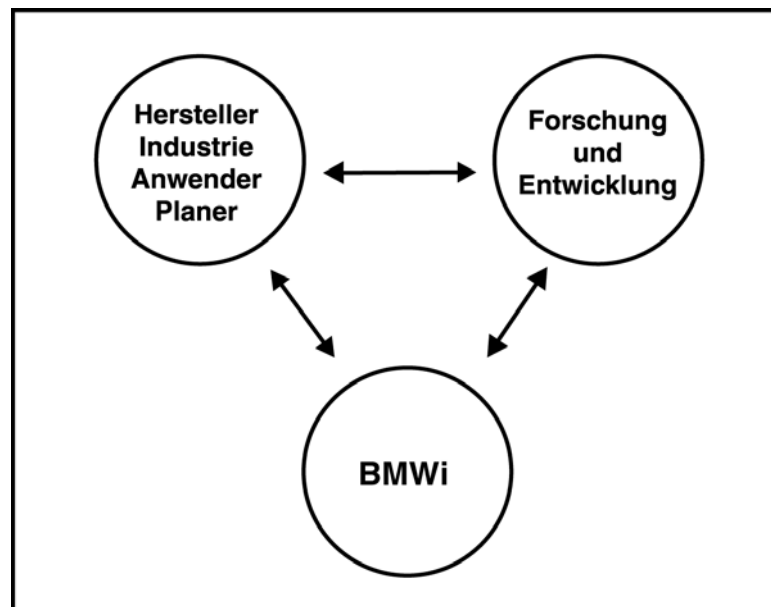 Hersteller
Industrie
Anwender
Planer
Forschung
und
Entwicklung
BMWi